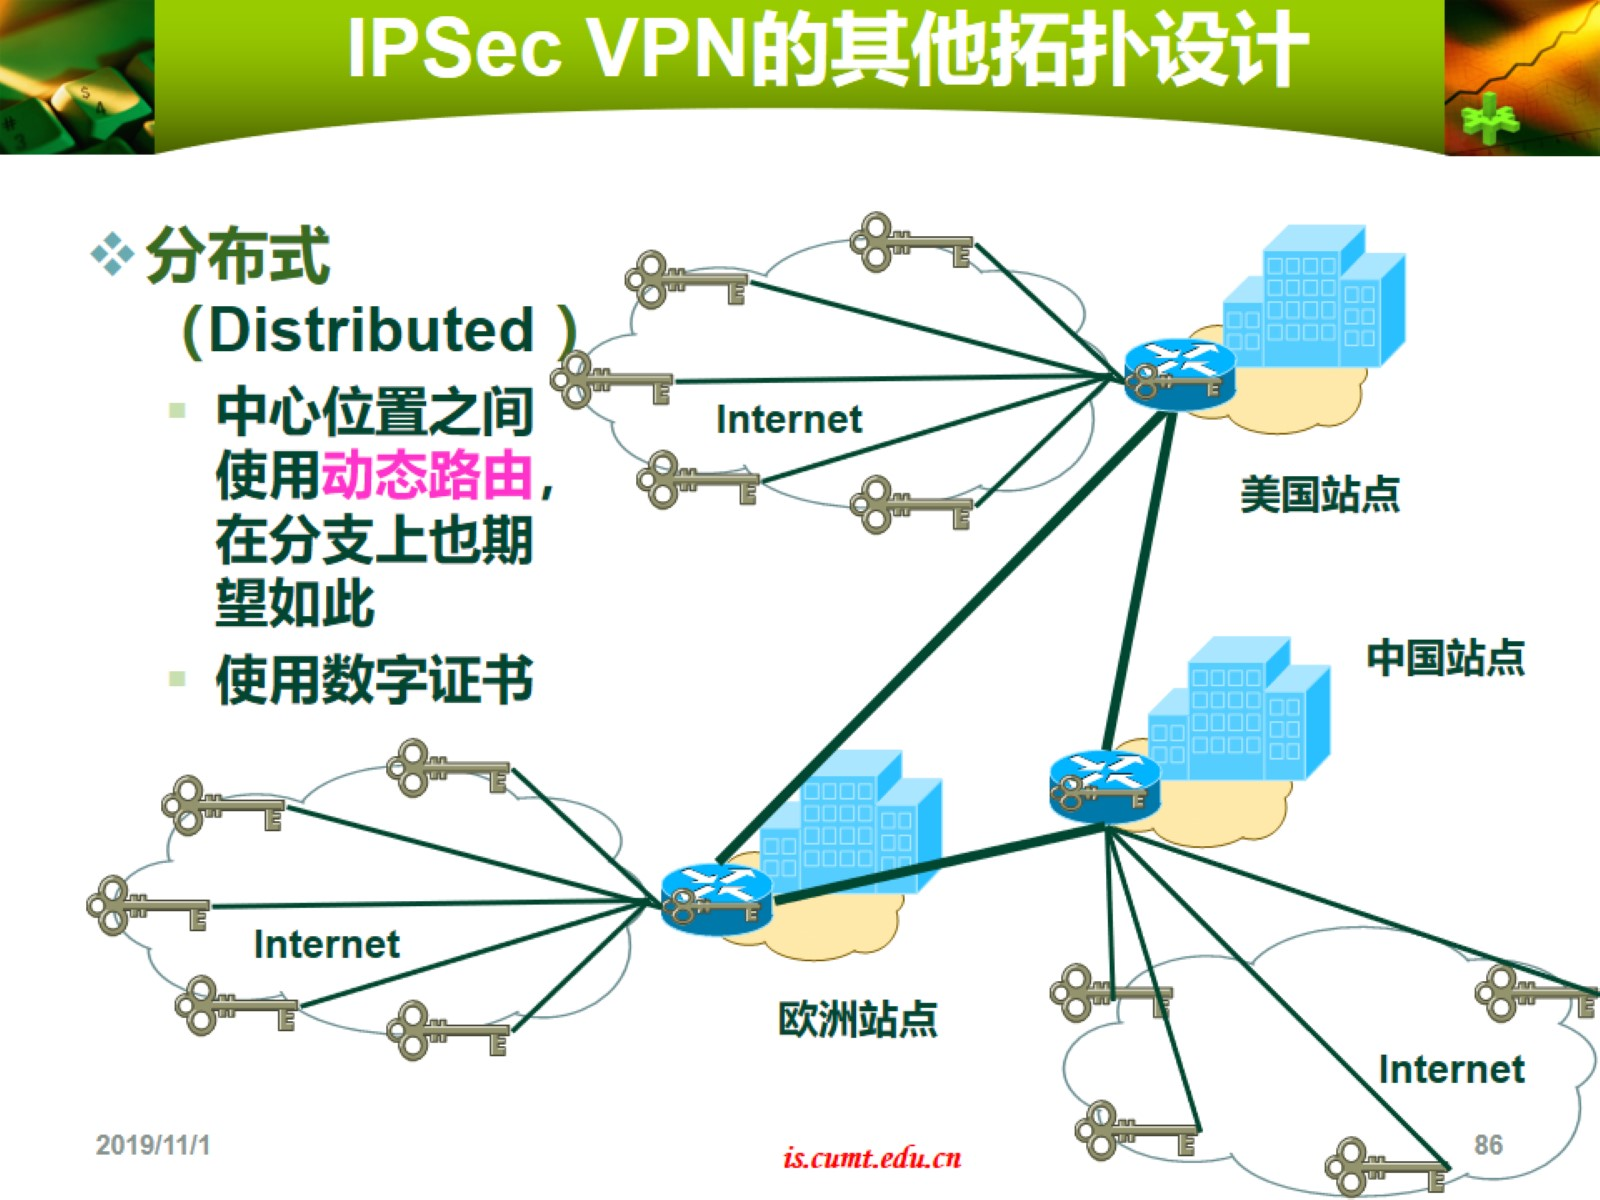 IPSec VPN的其他拓扑设计
分布式
（Distributed ）
中心位置之间
使用动态路由，
在分支上也期
望如此
使用数字证书
Internet
美国站点
中国站点
Internet
欧洲站点
Internet
2019/11/1
is.cumt.edu.cn
86